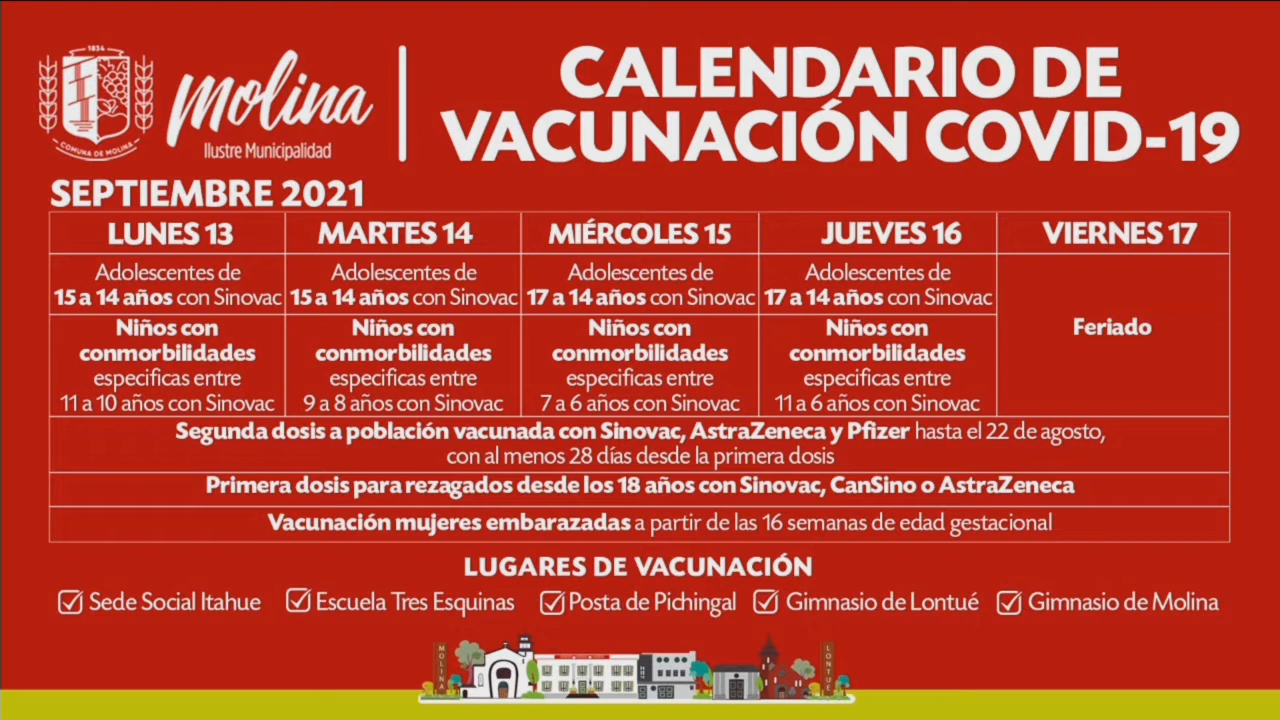 1834
COMUNA DE MOLINA
Molina
Ilustre Municipalidad
CALENDARIO DE
VACUNACIÓN COVID-19
SEPTIEMBRE 2021
LUNES 13
MARTES 14
MIÉRCOLES 15
JUEVES 16
VIERNES 17
Adolescentes de
15 a 14 años con Sinovac
Adolescentes de
15 a 14 años con Sinovac
Adolescentes de
17 a 14 años con Sinovac
Adolescentes de
17 a 14 años con Sinovac
Feriado
Niños con
conmorbilidades
especificas entre
11 a 10 años con Sinovac
Niños con
conmorbilidades
especificas entre
9 a 8 años con Sinovac
Niños con
conmorbilidades
especificas entre
7 a 6 años con Sinovac
Niños con
conmorbilidades
especificas entre
11 a 6 años con Sinovac
Segunda dosis a población vacunada con Sinovac, AstraZeneca y Pfizer hasta el 22 de agosto,
con al menos 28 días desde la primera dosis
Primera dosis para rezagados desde los 18 años con Sinovac, CanSino o AstraZeneca
Vacunación mujeres embarazadas a partir de las 16 semanas de edad gestacional
LUGARES DE VACUNACIÓN
Sede Social Itahue
Escuela Tres Esquinas
Posta de Pichingal
Gimnasio de Lontué
Gimnasio de Molina
MOLINA
LONTUÉ